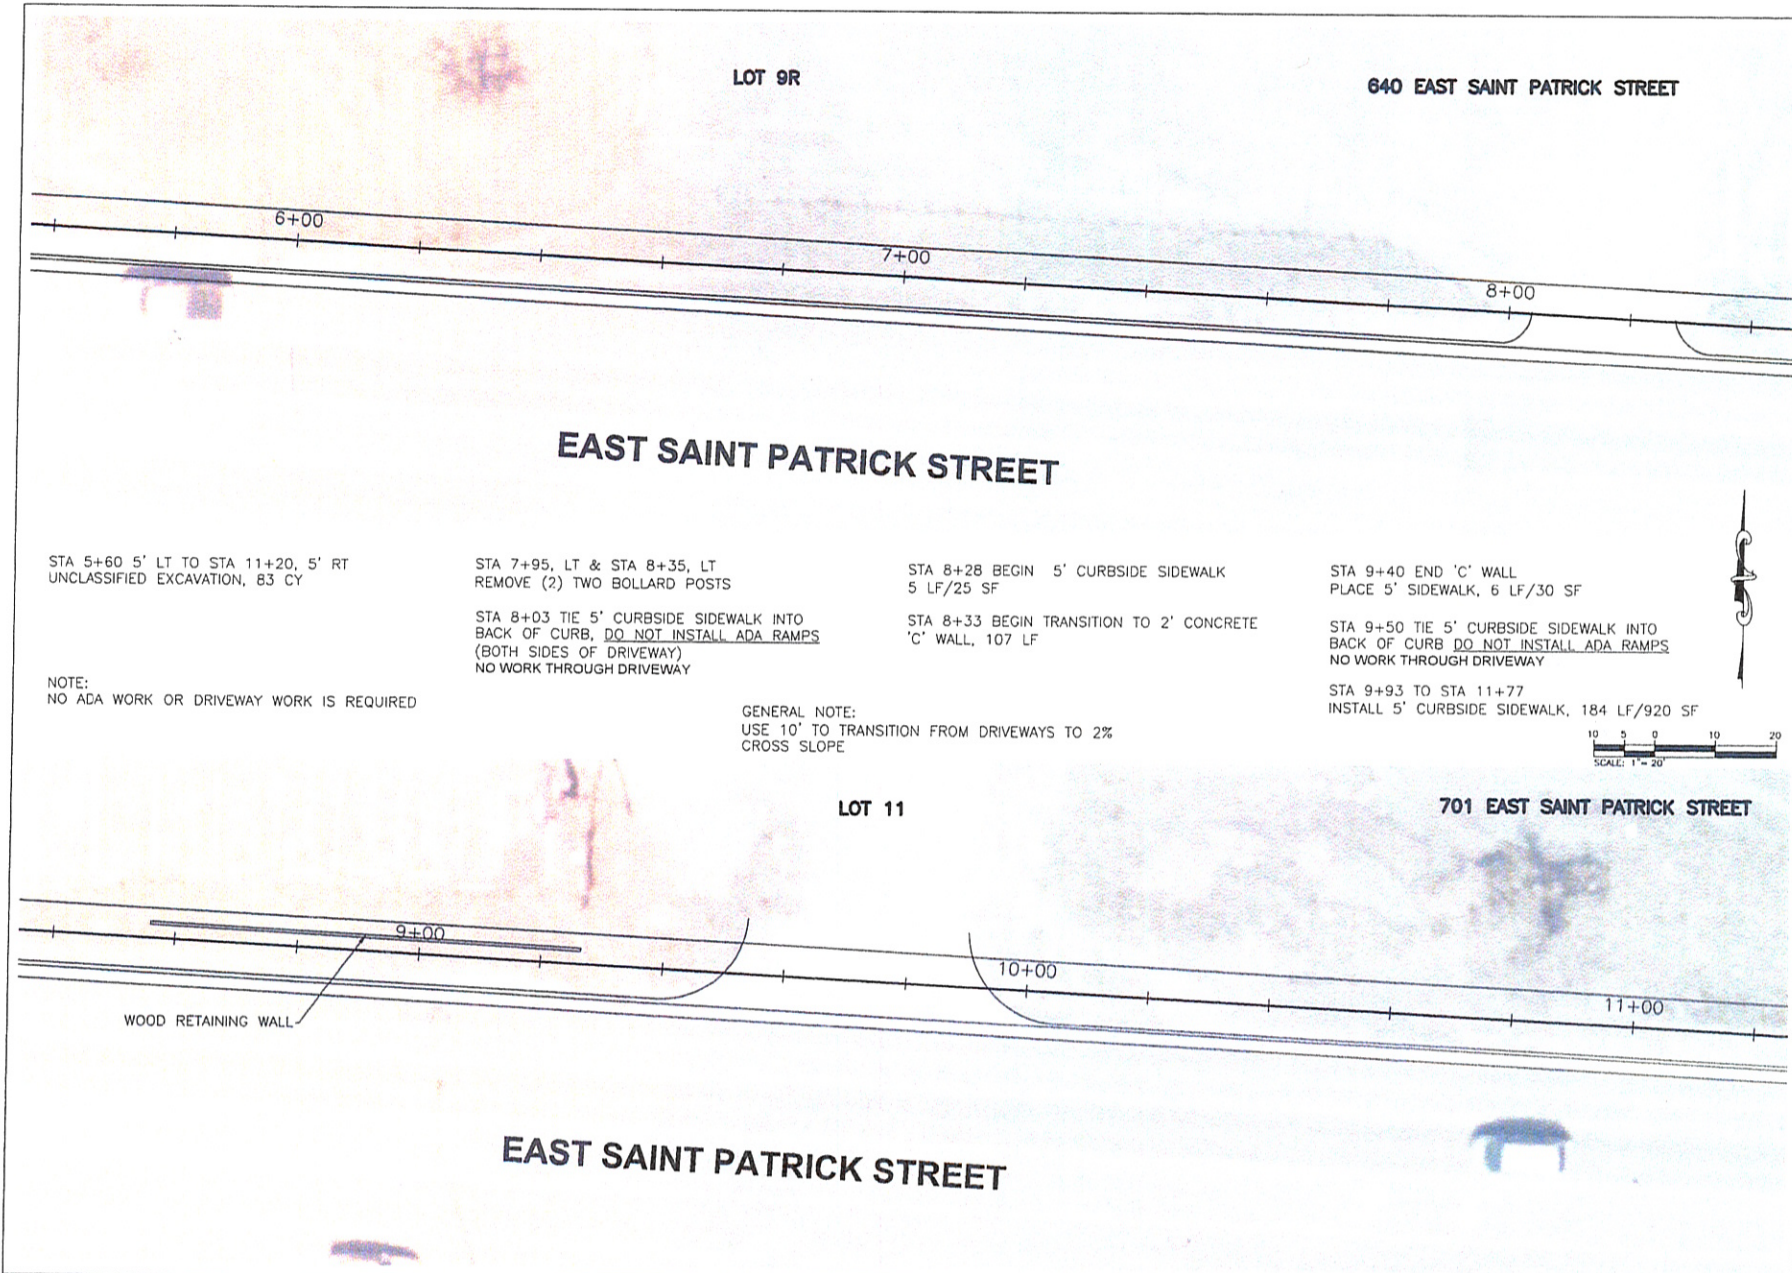 LOT 9R
640 EAST SAINT PATRICK STREET
6+00
7+00
8+00
EAST SAINT PATRICK STREET
STA 5+60 5' LT TO STA 11+20, 5' RT
UNCLASSIFIED EXCAVATION, 83 CY
NOTE:
NO ADA WORK OR DRIVEWAY WORK IS REQUIRED
STA 7+95, LT & STA 8+35, LT
REMOVE (2) TWO BOLLARD POSTS
STA 8+03 TIE 5' CURBSIDE SIDEWALK INTO
BACK OF CURB, DO NOT INSTALL ADA RAMPS
(BOTH SIDES OF DRIVEWAY)
NO WORK THROUGH DRIVEWAY
STA 8+28 BEGIN 5' CURBSIDE SIDEWALK
5 LF/25 SF
STA 8+33 BEGIN TRANSITION TO 2' CONCRETE
'C' WALL, 107 LF
GENERAL NOTE:
USE 10' TO TRANSITION FROM DRIVEWAYS TO 2%
CROSS SLOPE
STA 9+40 END 'C' WALL
PLACE 5' SIDEWALK, 6 LF/30 SF
STA 9+50 TIE 5' CURBSIDE SIDEWALK INTO
BACK OF CURB DO NOT INSTALL ADA RAMPS
NO WORK THROUGH DRIVEWAY
STA 9+93 TO STA 11+77
INSTALL 5' CURBSIDE SIDEWALK, 184 LF/920 SF
10 5 0 10 20
SCALE: 1"= 20'
LOT 11
701 EAST SAINT PATRICK STREET
9+00
10+00
11+00
WOOD RETAINING WALL
EAST SAINT PATRICK STREET